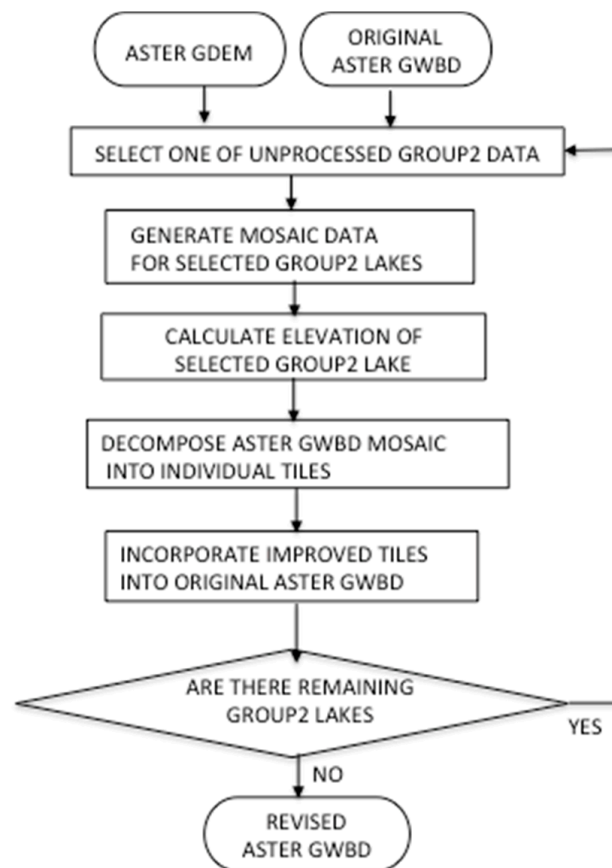 ASTER GDEM
ORIGINAL
ASTER GWBD
SELECT ONE OF UNPROCESSED GROUP2 DATA
GENERATE MOSAIC DATA
FOR SELECTED GROUP2 LAKES
CALCULATE ELEVATION OF
SELECTED GROUP2 LAKE
DECOMPOSE ASTER GWBD MOSAIC
INTO INDIVIDUAL TILES
INCORPORATE IMPROVED TILES
INTO ORIGINAL ASTER GWBD
ARE THERE REMAINING
GROUP2 LAKES
YES
NO
REVISED
ASTER GWBD